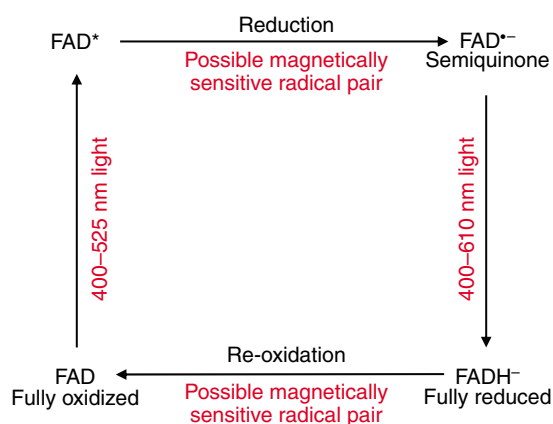 Reduction
FAD*
FAD•−
Possible magnetically
sensitive radical pair
Semiquinone
400–525 nm light
400–610 nm light
Re-oxidation
FAD
Fully oxidized
FADH−
Fully reduced
Possible magnetically
sensitive radical pair